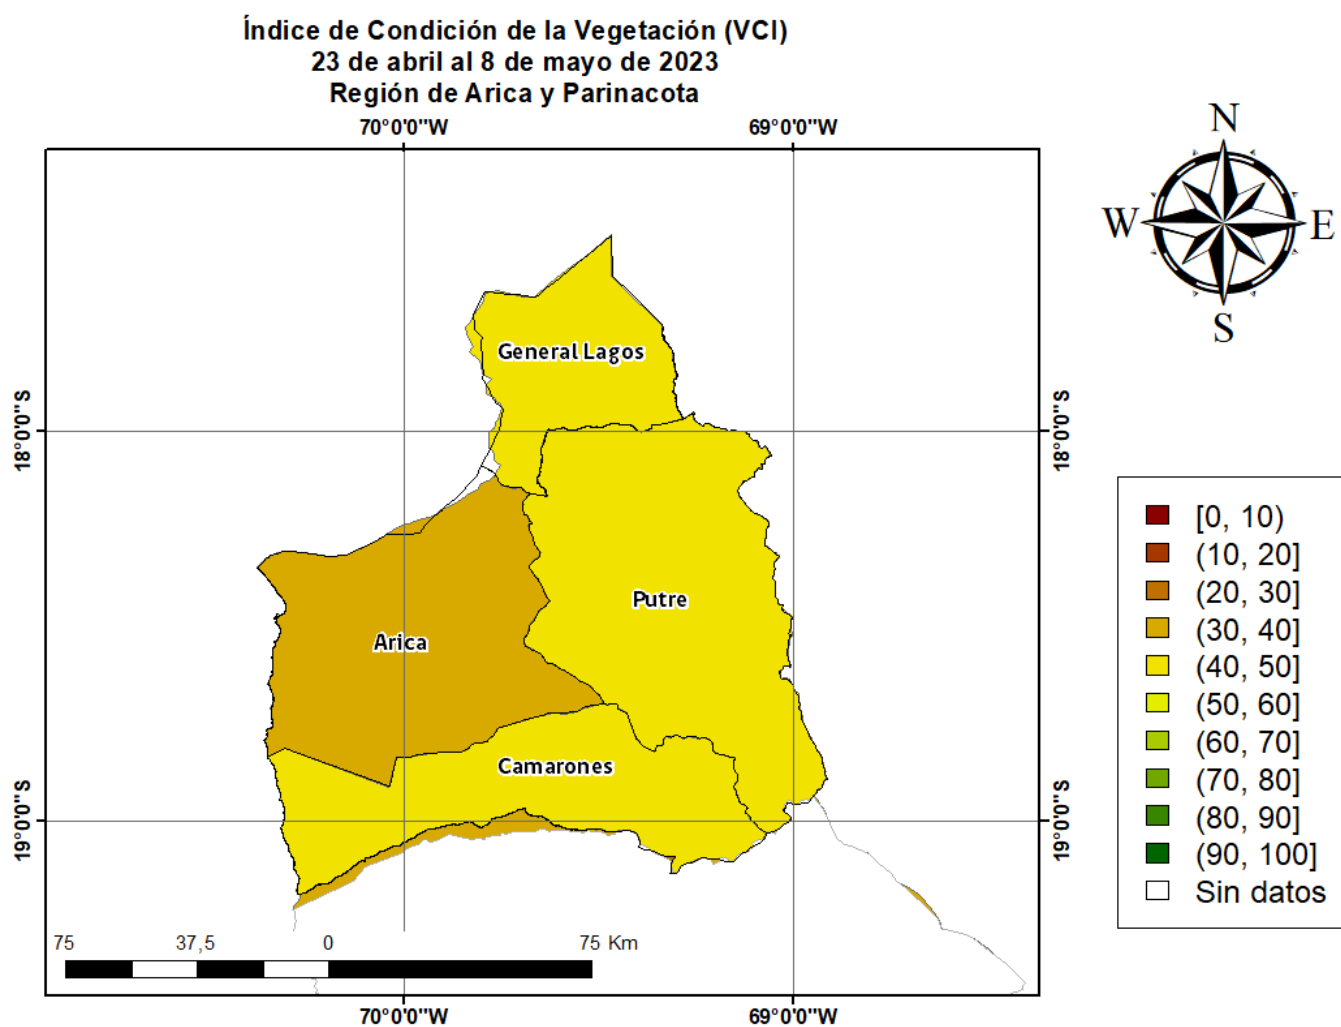 Índice de Condición de la Vegetación (VCI)
23 de abril al 8 de mayo de 2023
Región de Arica y Parinacota
70°0'0"W
69°0'0"W
N
W
E
S
General Lagos
18°0'0"S
18°0'0"S
Putre
Arica
Camarones
19°0'0"S
19°0'0"S
[0, 10)
(10, 20]
(20, 30]
(30, 40]
(40, 50]
(50, 60]
(60, 70]
(70, 80]
(80, 90]
(90, 100]
Sin datos
75 37,5 0 75 Km
70°0'0"W
69°0'0"W